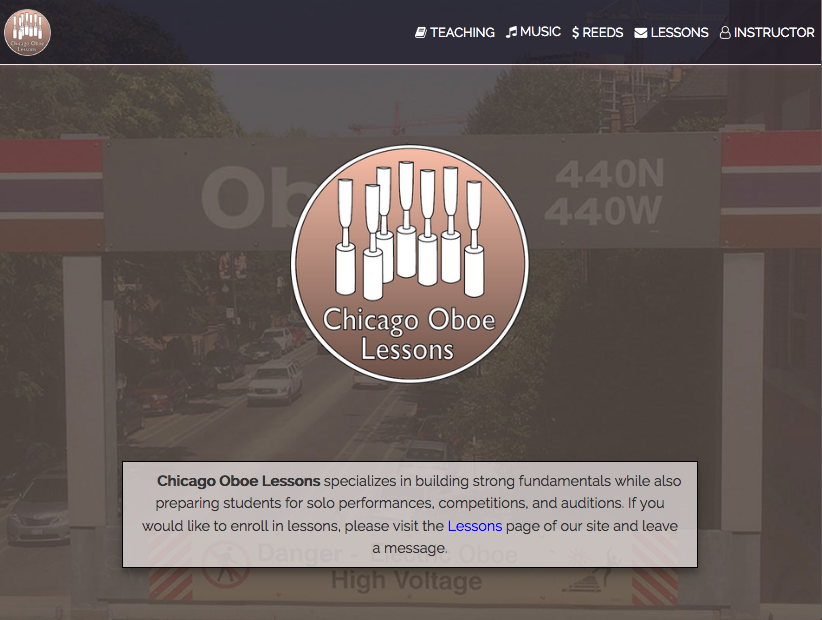 Chicago Oboe
Lessons
TEACHING MUSIC $ REEDS LESSONS INSTRUCTOR
Ob
440N
440W
Chicago Oboe
Lessons
Chicago Oboe Lessons specializes in building strong fundamentals while also
preparing students for solo performances, competitions, and auditions. If you
would like to enroll in lessons, please visit the Lessons page of our site and leave
a message.
Danger - Electric Oboe
High Voltage